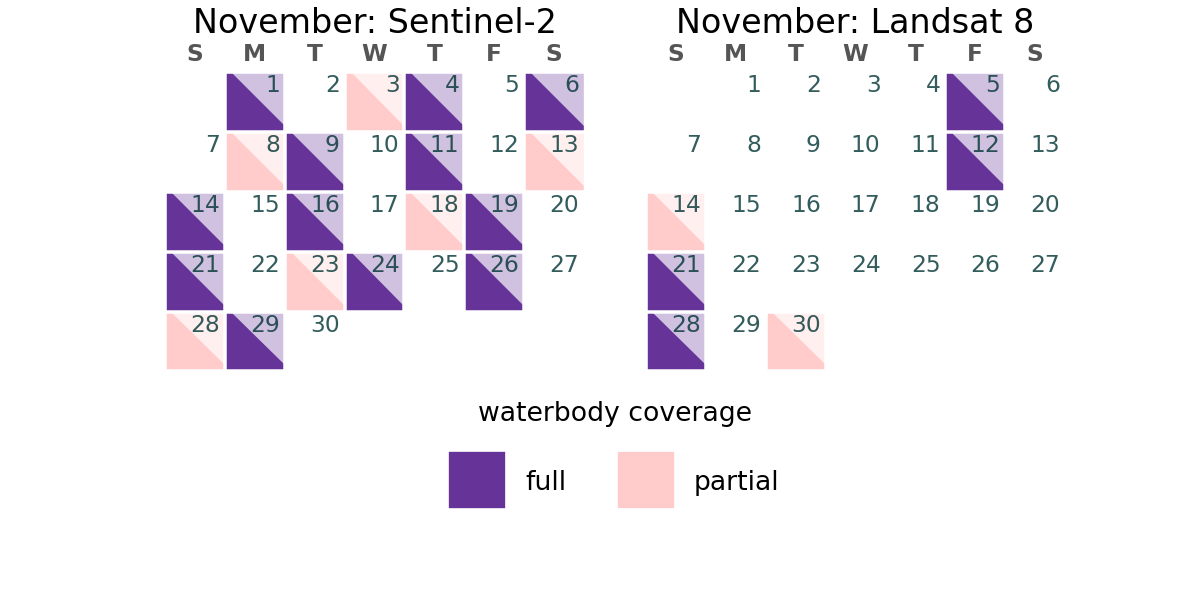 November: Sentinel-2
S M T W T F S
1 2 3 4 5 6
7 8 9 10 11 12 13
14 15 16 17 18 19 20
21 22 23 24 25 26 27
28 29 30
November: Landsat 8
S M T W T F S
1 2 3 4 5 6
7 8 9 10 11 12 13
14 15 16 17 18 19 20
21 22 23 24 25 26 27
28 29 30
waterbody coverage
full partial